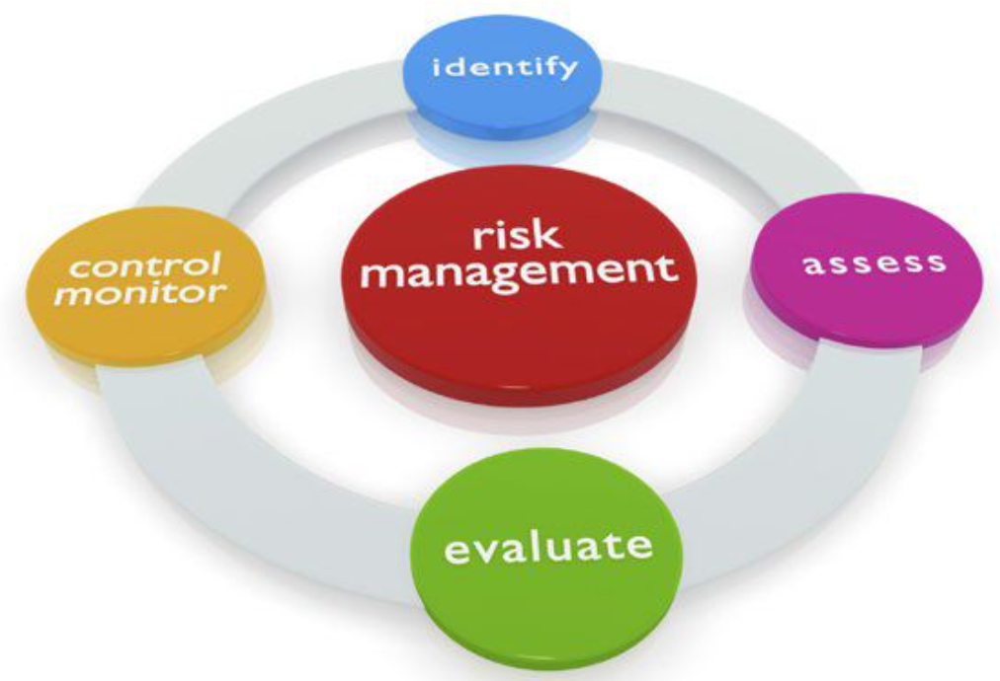 identify
risk
management
assess
control
monitor
evaluate